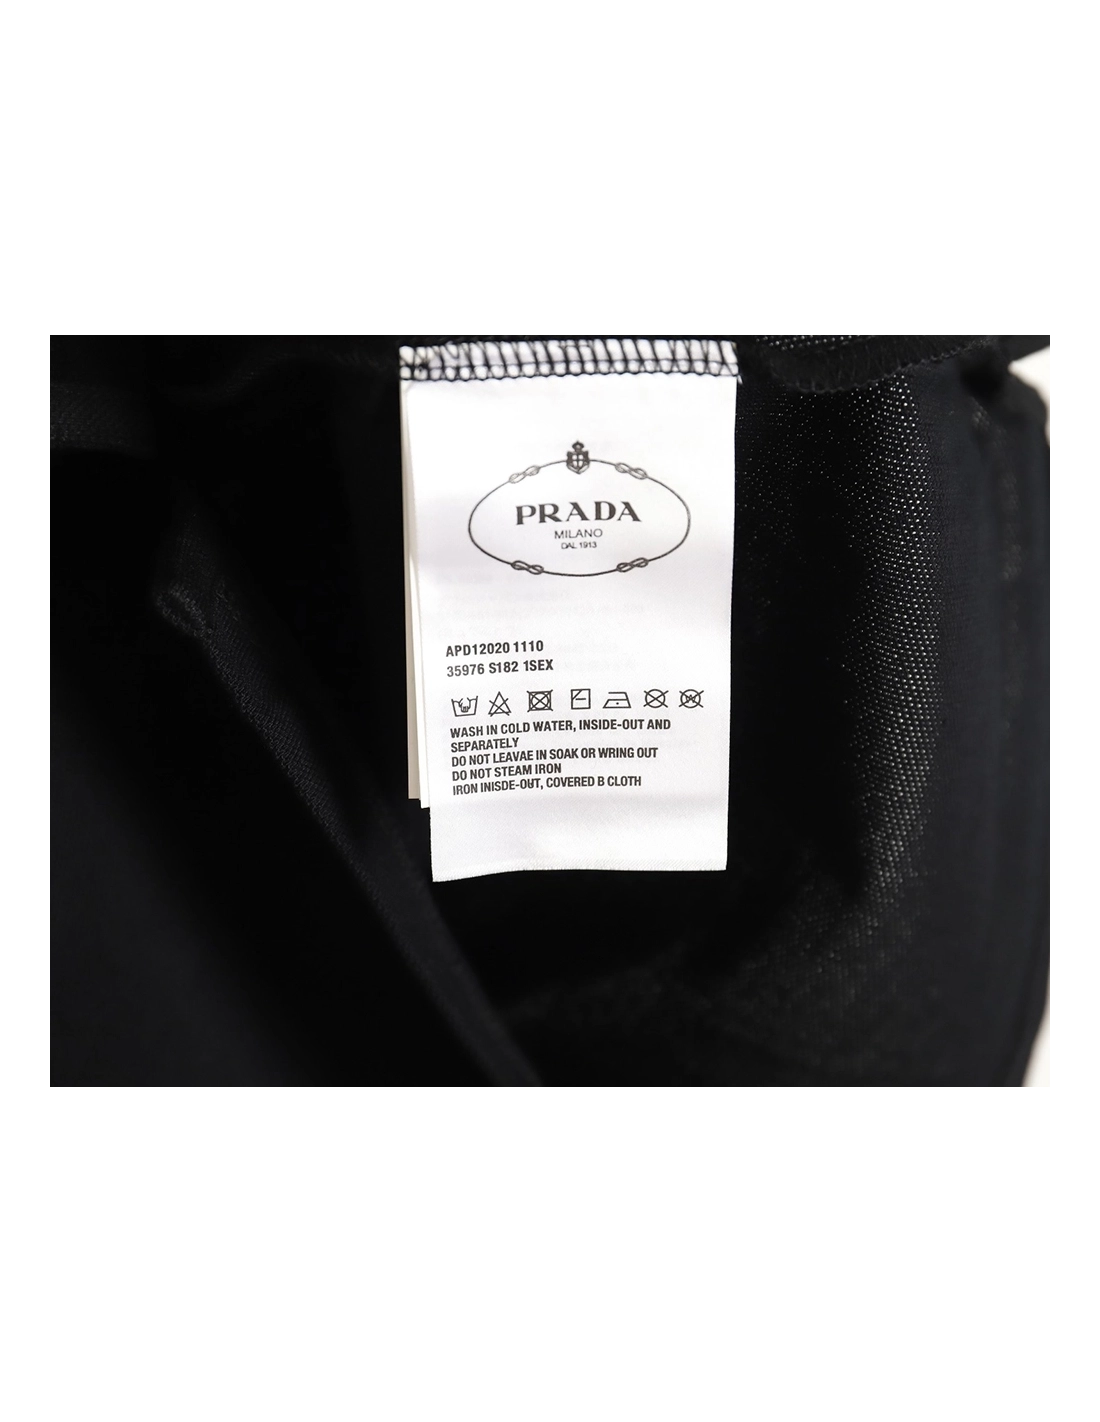 PRADA
MILANO
DAL 1913
APD12020 1110
35976 S182 1SEX
WASH IN COLD WATER, INSIDE-OUT AND
SEPARATELY
DO NOT LEAVAE IN SOAK OR WRING OUT
DO NOT STEAM IRON
IRON INISDE-OUT, COVERED B CLOTH